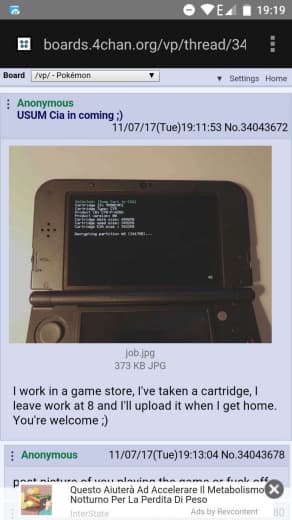 19:19
boards.4chan.org/vp/thread/34
Board /vp/ - Pokémon ▼ ▼ Settings Home
Anonymous
USUM Cia in coming ;)
11/07/17(Tue)19:11:53 No.34043672
job.jpg
373 KB JPG
I work in a game store, I've taken a cartridge, I
leave work at 8 and I'll upload it when I get home.
You're welcome ;)
Anonymous 11/07/17(Tue)19:13:04 No.34043678
post picture of you playing the game or fuck off
Questo Aiuterà Ad Accelerare Il Metabolismo
Notturno Per La Perdita Di Peso
InterState Ads by Revcontent